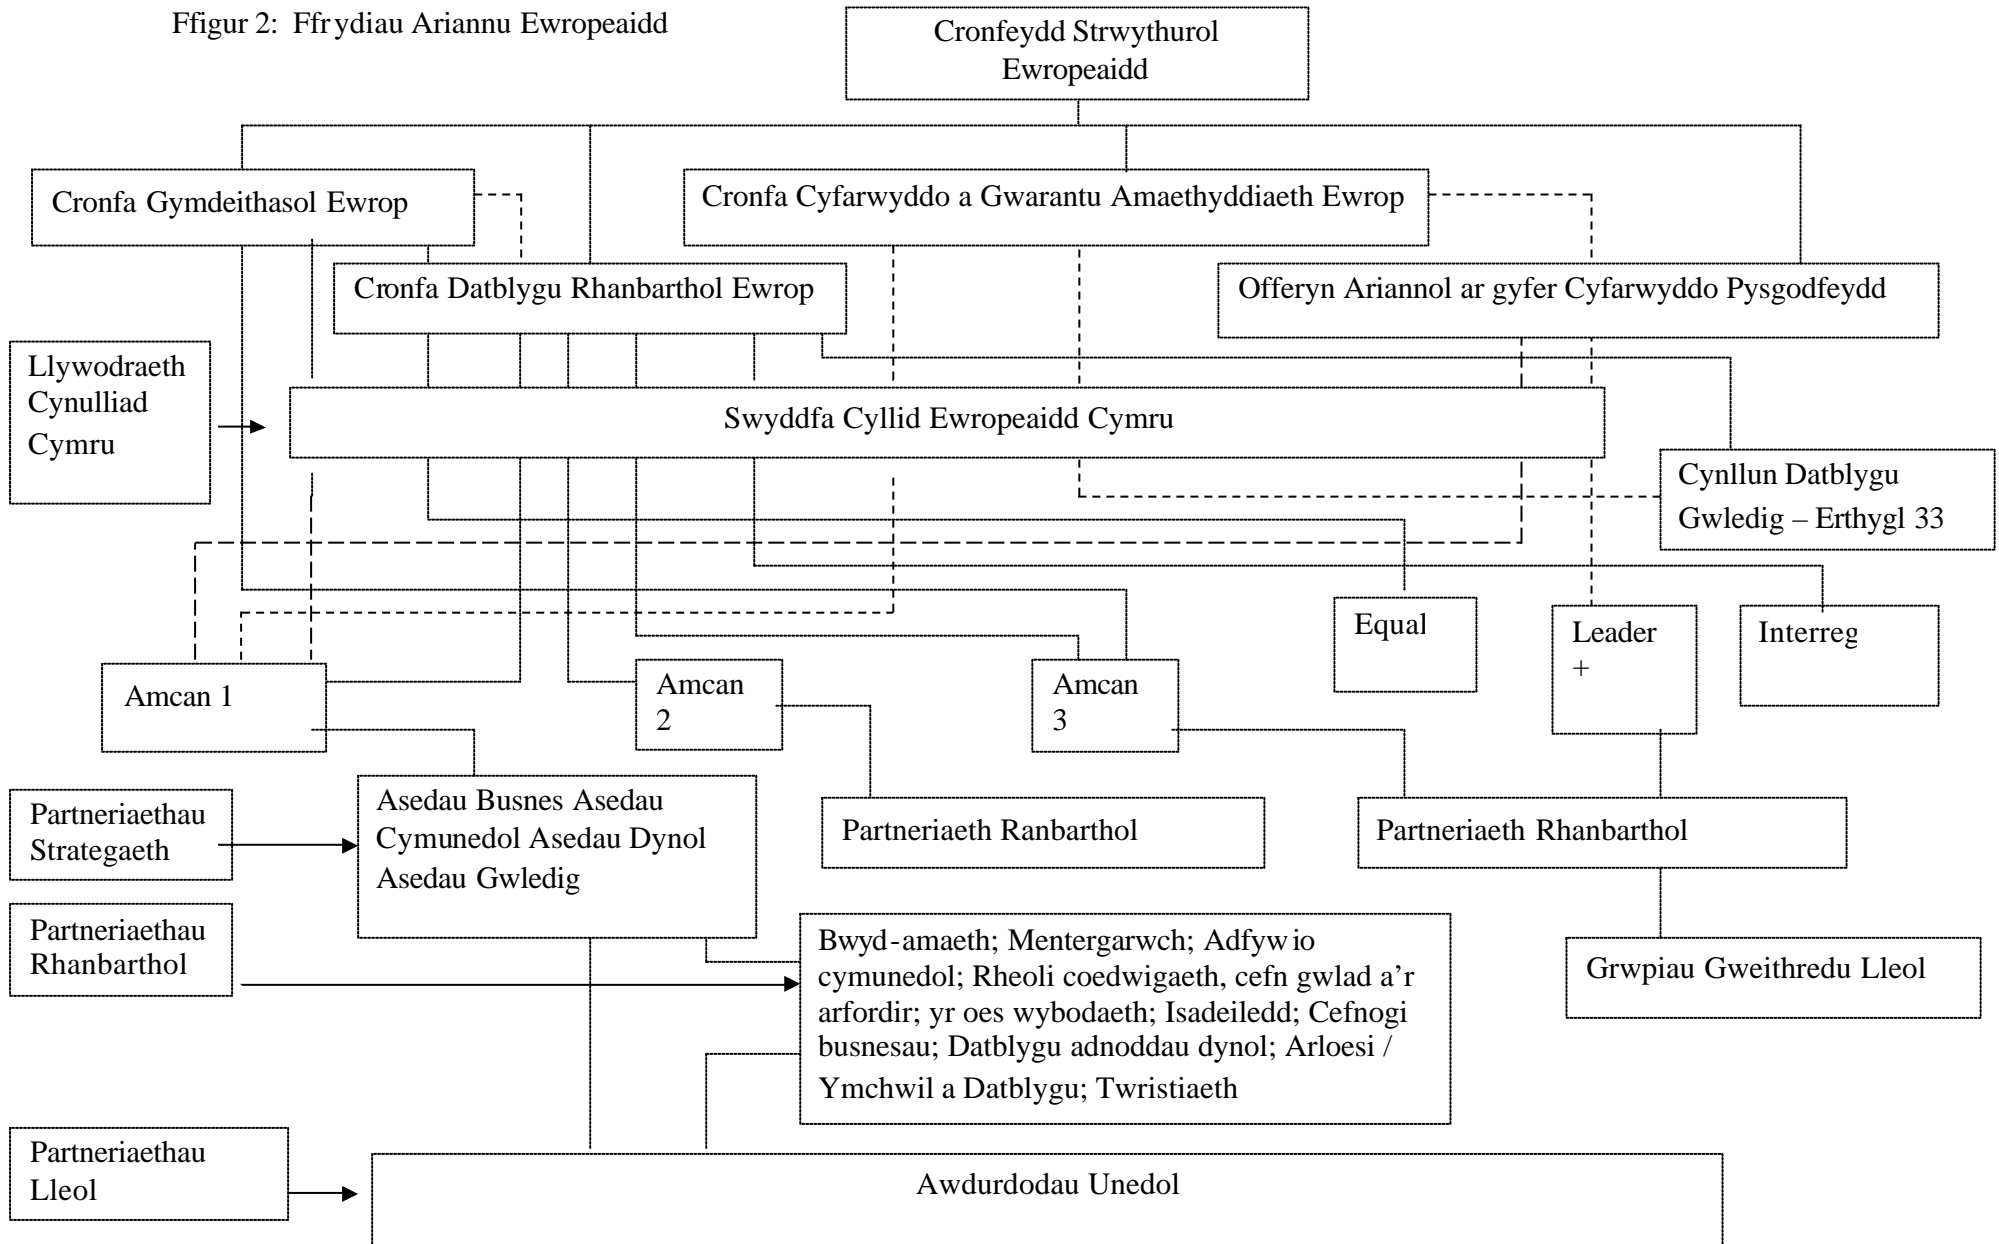 Ffigur 2: Ffrydiau Ariannu Ewropeaidd
Cronfeydd Strwythurol
Ewropeaidd
Cronfa Gymdeithasol Ewrop
Cronfa Cyfarwyddo a Gwarantu Amaethyddiaeth Ewrop
Cronfa Datblygu Rhanbarthol Ewrop
Offeryn Ariannol ar gyfer Cyfarwyddo Pysgodfeydd
Llywodraeth
Cynulliad
Cymru
Swyddfa Cyllid Ewropeaidd Cymru
Cynllun Datblygu
Gwledig – Erthygl 33
Equal
Leader
+
Interreg
Amcan 1
Amcan
2
Amcan
3
Partneriaethau
Strategaeth
Asedau Busnes Asedau
Cymunedol Asedau Dynol
Asedau Gwledig
Partneriaeth Ranbarthol
Partneriaeth Rhanbarthol
Partneriaethau
Rhanbarthol
Bwyd-amaeth; Mentergarwch; Adfywio
cymunedol; Rheoli coedwigaeth, cefn gwlad a’r
arfordir; yr oes wybodaeth; Isadeiledd; Cefnogi
busnesau; Datblygu adnoddau dynol; Arloesi /
Ymchwil a Datblygu; Twristiaeth
Grwpiau Gweithredu Lleol
Partneriaethau
Lleol
Awdurdodau Unedol